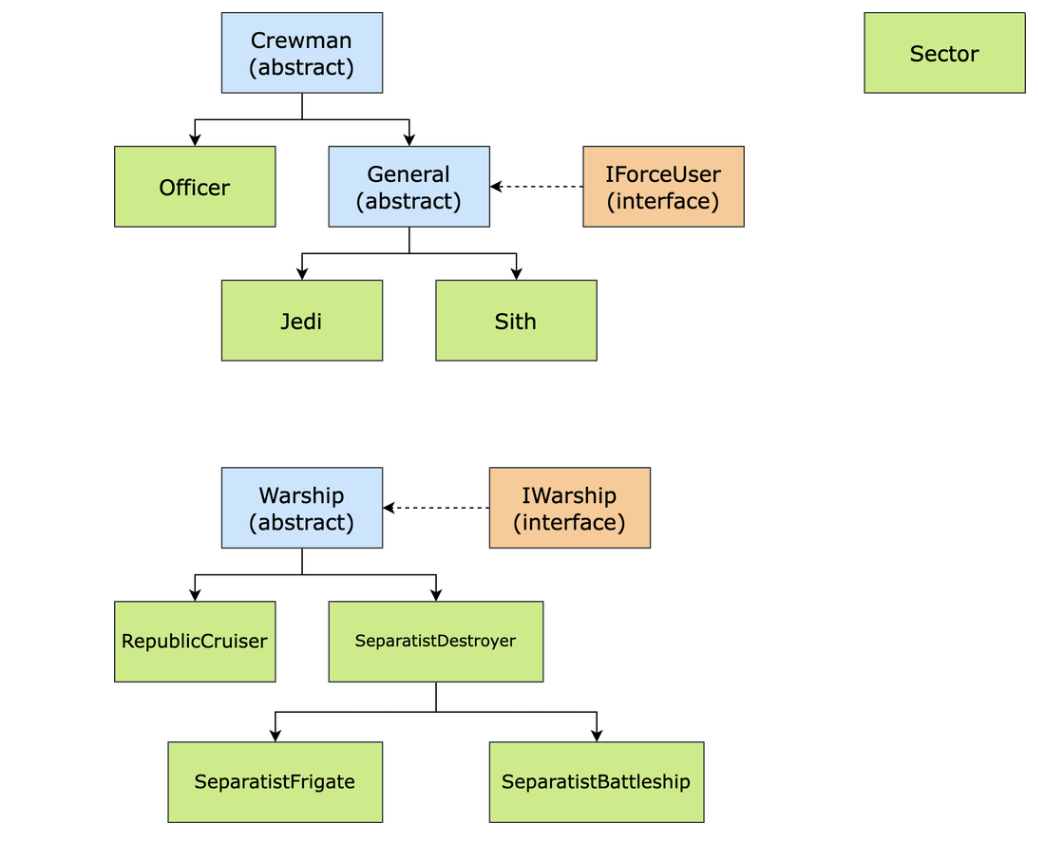 Crewman
(abstract)
Sector
Officer
General
(abstract)
IForceUser
(interface)
Jedi
Sith
Warship
(abstract)
IWarship
(interface)
RepublicCruiser
SeparatistDestroyer
SeparatistFrigate
SeparatistBattleship